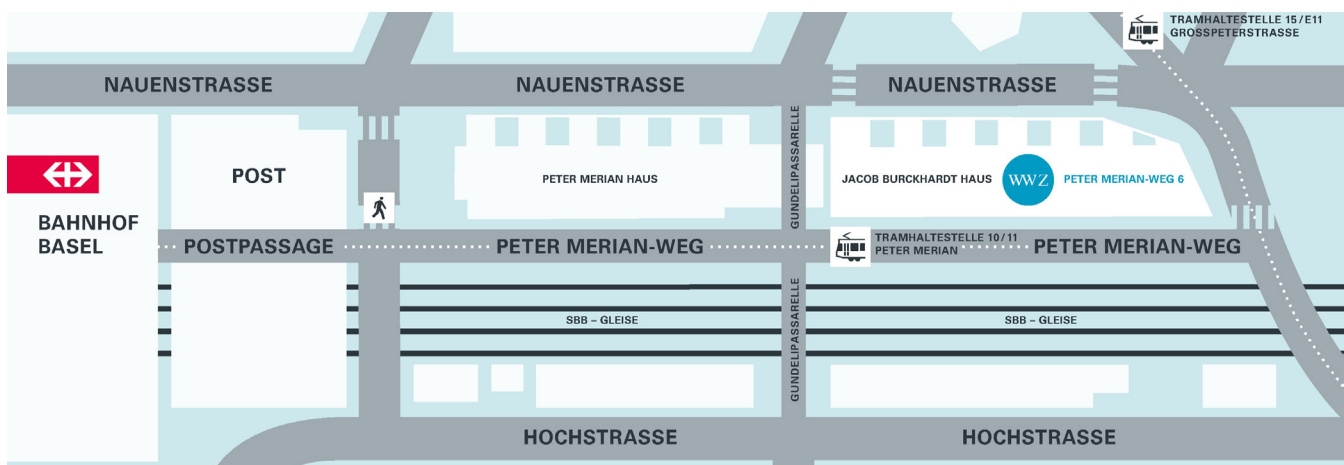 TRAMHALTESTELLE 15/E11
GROSSPETERSTRASSE
NAUENSTRASSE
NAUENSTRASSE
NAUENSTRASSE
GUNDELIPASSARELLE
POST
PETER MERIAN HAUS
JACOB BURCKHARDT HAUS
WWZ
PETER MERIAN-WEG 6
BAHNHOF
BASEL
POSTPASSAGE
PETER MERIAN-WEG
TRAMHALTESTELLE 10/11
PETER MERIAN
PETER MERIAN-WEG
GUNDELIPASSARELLE
SBB – GLEISE
SBB – GLEISE
HOCHSTRASSE
HOCHSTRASSE